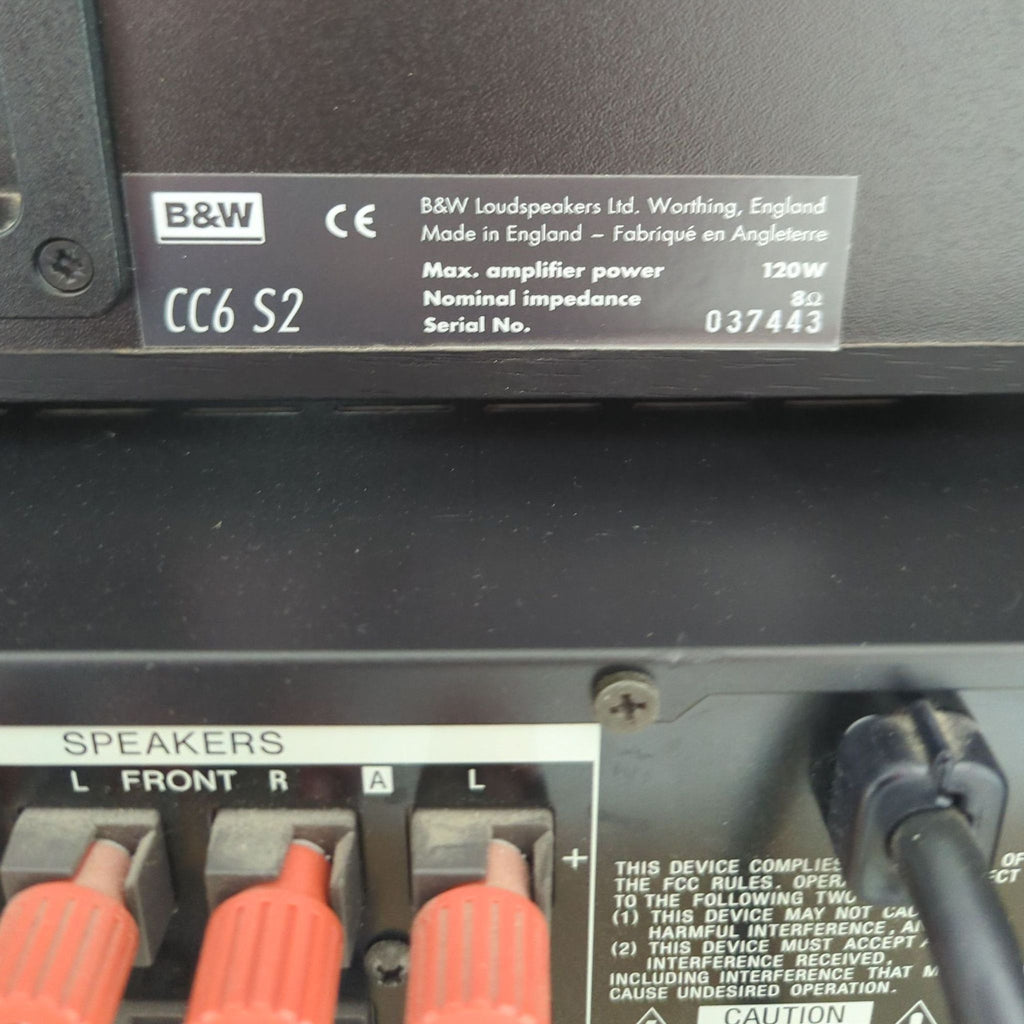 B&W
CE
B&W Loudspeakers Ltd. Worthing, England
Made in England – Fabriqué en Angleterre
Max. amplifier power 120W
Nominal impedance 8Ω
CC6 S2
Serial No. 037443
SPEAKERS
L FRONT R A L
+
THIS DEVICE COMPLIES OF
THE FCC RULES.
TO THE FOLLOWING TWO
(1) THIS DEVICE MAY NOT
HARMFUL INTERFERENCE,
(2) THIS DEVICE MUST ACCEPT
INTERFERENCE RECEIVED,
INCLUDING INTERFERENCE THAT
CAUSE UNDESIRED OPERATION.
CAUTION